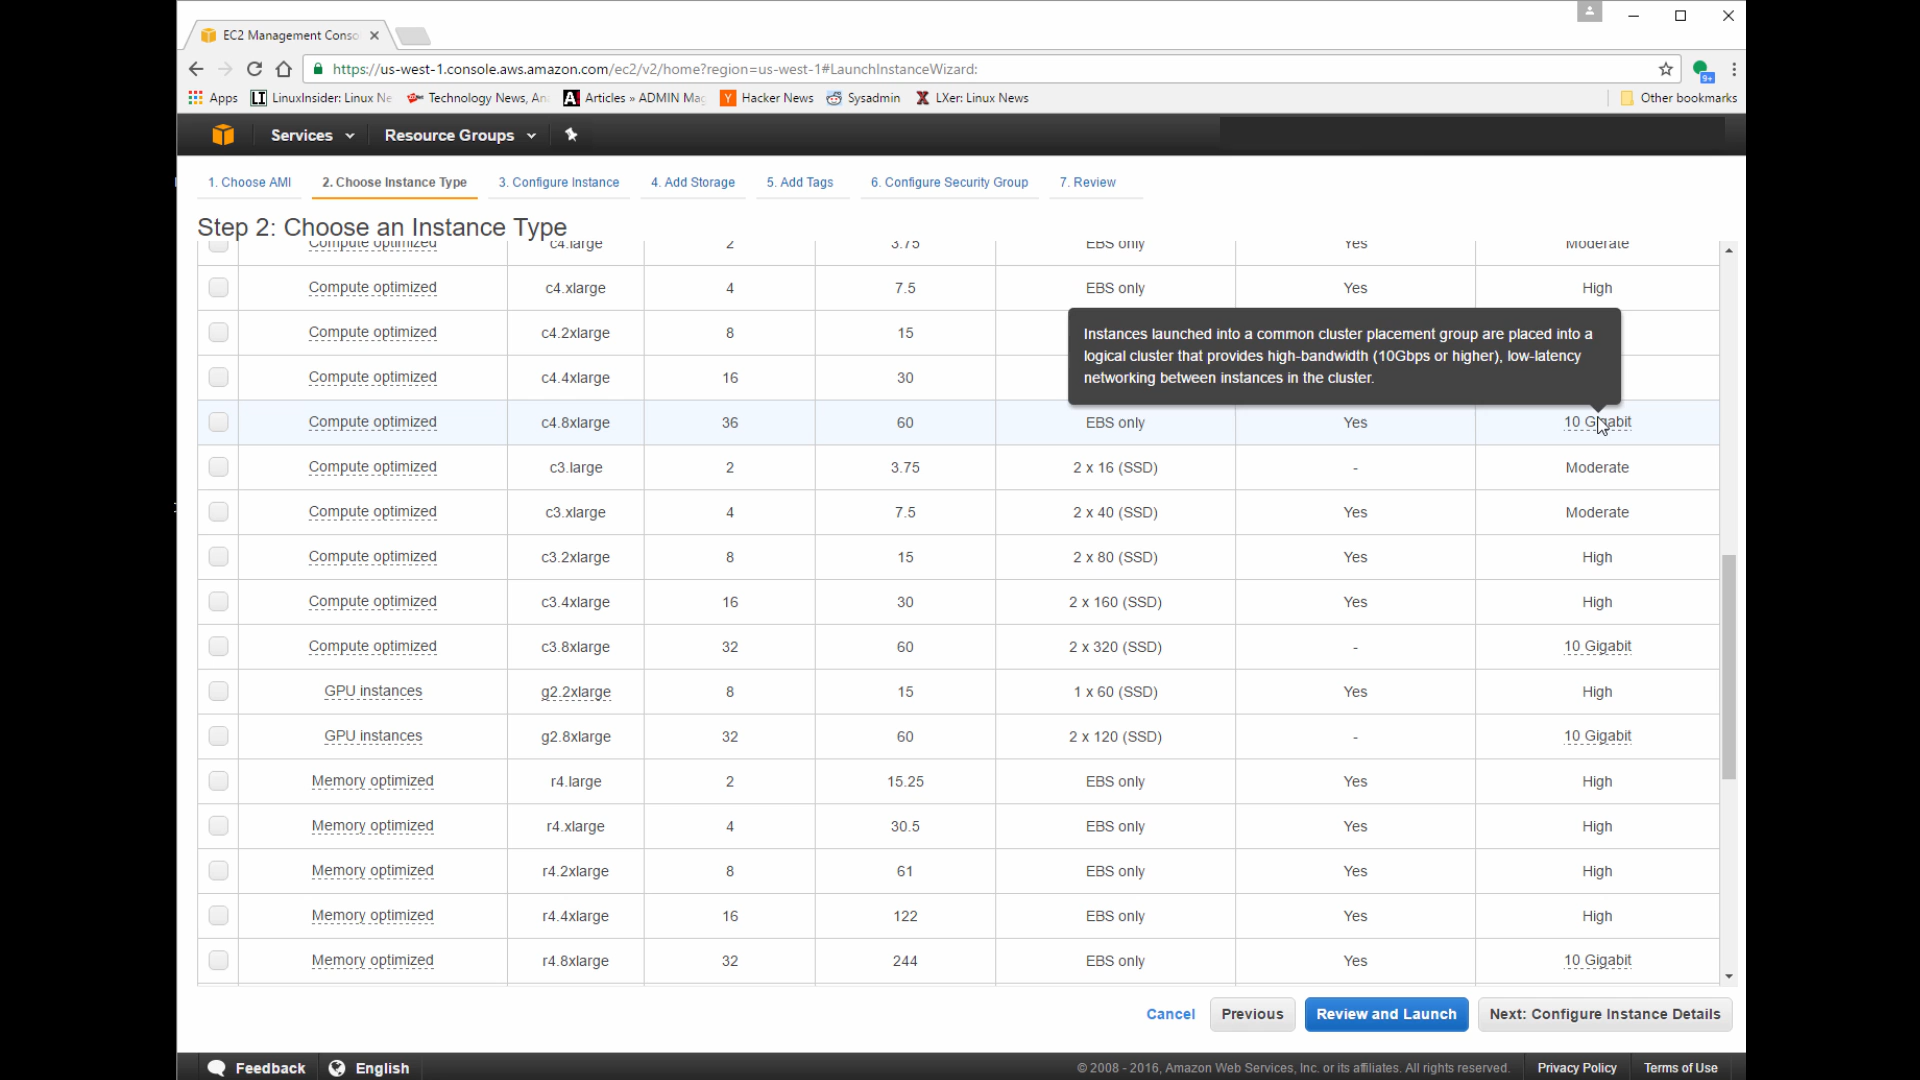 EC2 Management Conso
https://us-west-1.console.aws.amazon.com/ec2/v2/home?region=us-west-1#LaunchInstanceWizard:
9+
Apps LinuxInsider: Linux Ne Technology News, An Articles » ADMIN Mag Hacker News Sysadmin LXer: Linux News Other bookmarks
Services Resource Groups
1. Choose AMI 2. Choose Instance Type 3. Configure Instance 4. Add Storage 5. Add Tags 6. Configure Security Group 7. Review
Step 2: Choose an Instance Type
Compute optimized c4.large 2 3.75 EBS only Yes Moderate
Compute optimized c4.xlarge 4 7.5 EBS only Yes High
Compute optimized c4.2xlarge 8 15
Compute optimized c4.4xlarge 16 30
Instances launched into a common cluster placement group are placed into a
logical cluster that provides high-bandwidth (10Gbps or higher), low-latency
networking between instances in the cluster.
Compute optimized c4.8xlarge 36 60 EBS only Yes 10 Gigabit
Compute optimized c3.large 2 3.75 2 x 16 (SSD) - Moderate
Compute optimized c3.xlarge 4 7.5 2 x 40 (SSD) Yes Moderate
Compute optimized c3.2xlarge 8 15 2 x 80 (SSD) Yes High
Compute optimized c3.4xlarge 16 30 2 x 160 (SSD) Yes High
Compute optimized c3.8xlarge 32 60 2 x 320 (SSD) - 10 Gigabit
GPU instances g2.2xlarge 8 15 1 x 60 (SSD) Yes High
GPU instances g2.8xlarge 32 60 2 x 120 (SSD) - 10 Gigabit
Memory optimized r4.large 2 15.25 EBS only Yes High
Memory optimized r4.xlarge 4 30.5 EBS only Yes High
Memory optimized r4.2xlarge 8 61 EBS only Yes High
Memory optimized r4.4xlarge 16 122 EBS only Yes High
Memory optimized r4.8xlarge 32 244 EBS only Yes 10 Gigabit
Cancel Previous Review and Launch Next: Configure Instance Details
Feedback English © 2008 - 2016, Amazon Web Services, Inc. or its affiliates. All rights reserved. Privacy Policy Terms of Use